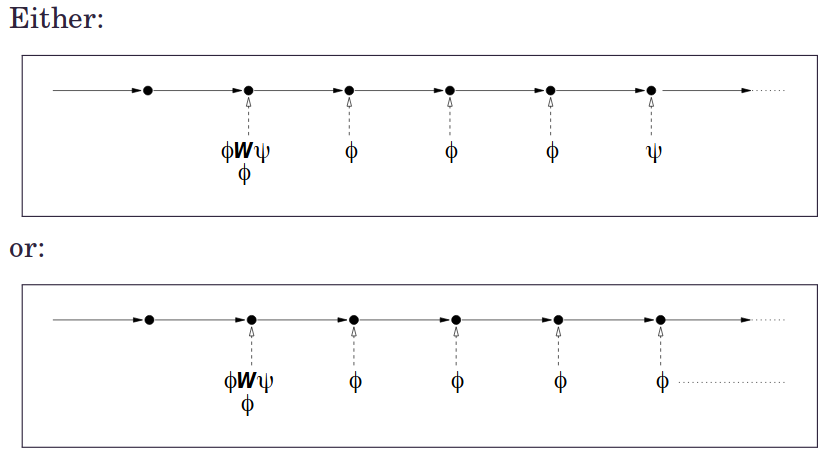 Either:
ϕWψ ϕ ϕ ϕ ψ
ϕ
or:
ϕWψ ϕ ϕ ϕ ϕ
ϕ